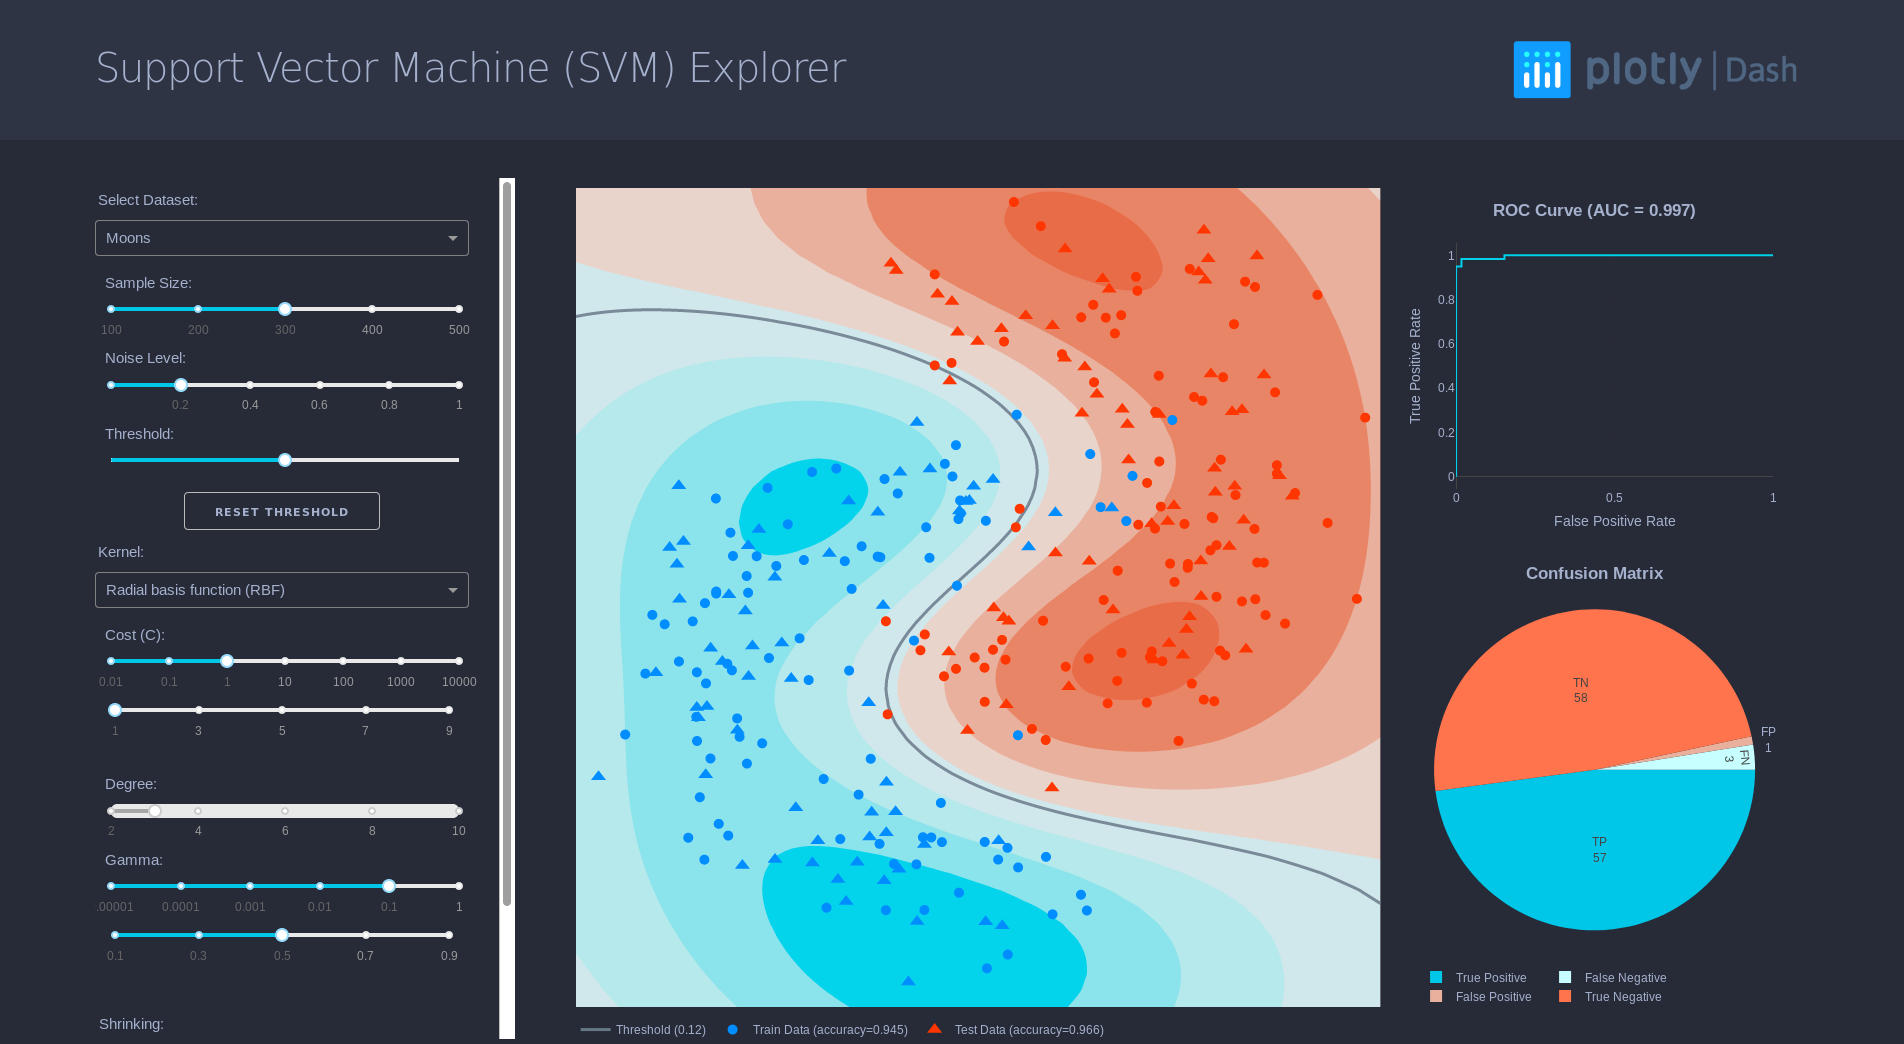 Support Vector Machine (SVM) Explorer
plotly | Dash
Select Dataset:
Moons
Sample Size:
100 200 300 400 500
Noise Level:
0.2 0.4 0.6 0.8 1
Threshold:
RESET THRESHOLD
Kernel:
Radial basis function (RBF)
Cost (C):
0.01 0.1 1 10 100 1000 10000
1 3 5 7 9
Degree:
2 4 6 8 10
Gamma:
.00001 0.0001 0.001 0.01 0.1 1
0.1 0.3 0.5 0.7 0.9
Shrinking:
Threshold (0.12) Train Data (accuracy=0.945) Test Data (accuracy=0.966)
ROC Curve (AUC = 0.997)
True Positive Rate
1
0.8
0.6
0.4
0.2
0
0 0.5 1
False Positive Rate
Confusion Matrix
TN
58
FP
1
FN
3
TP
57
True Positive False Negative
False Positive True Negative